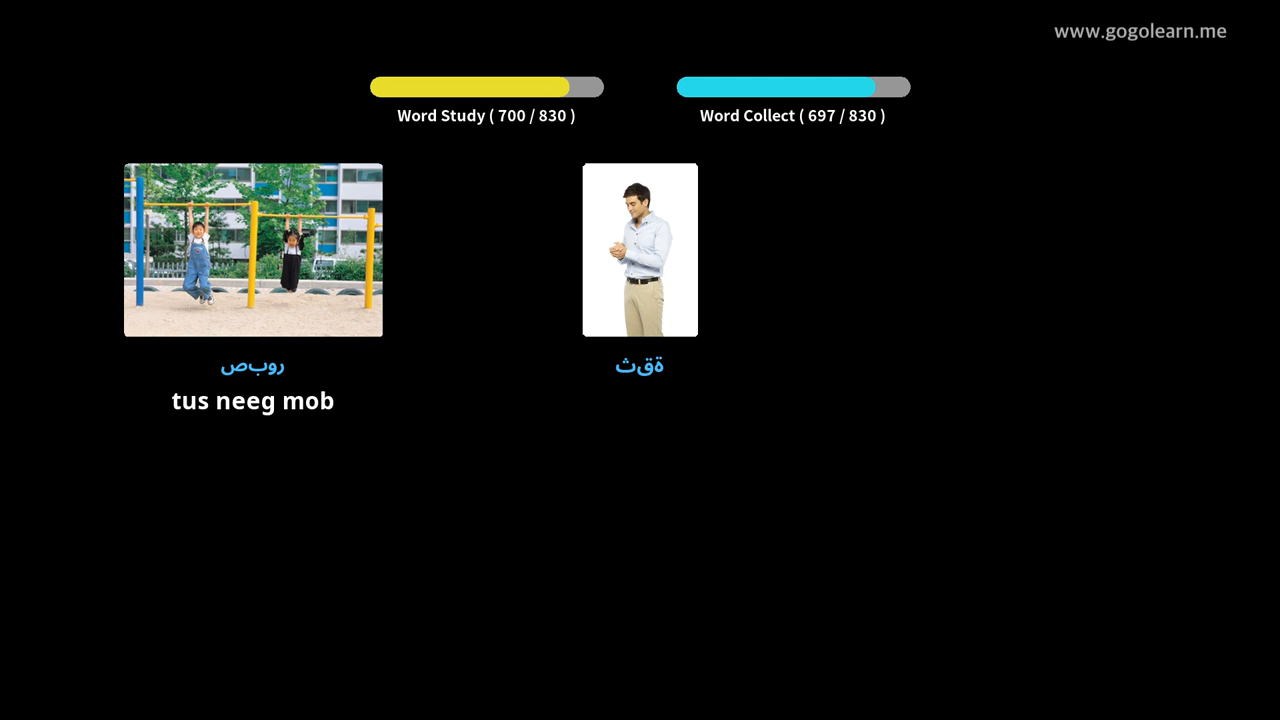 www.gogolearn.me
Word Study ( 700 / 830 )
Word Collect ( 697 / 830 )
روبص
ةقث
tus neeg mob